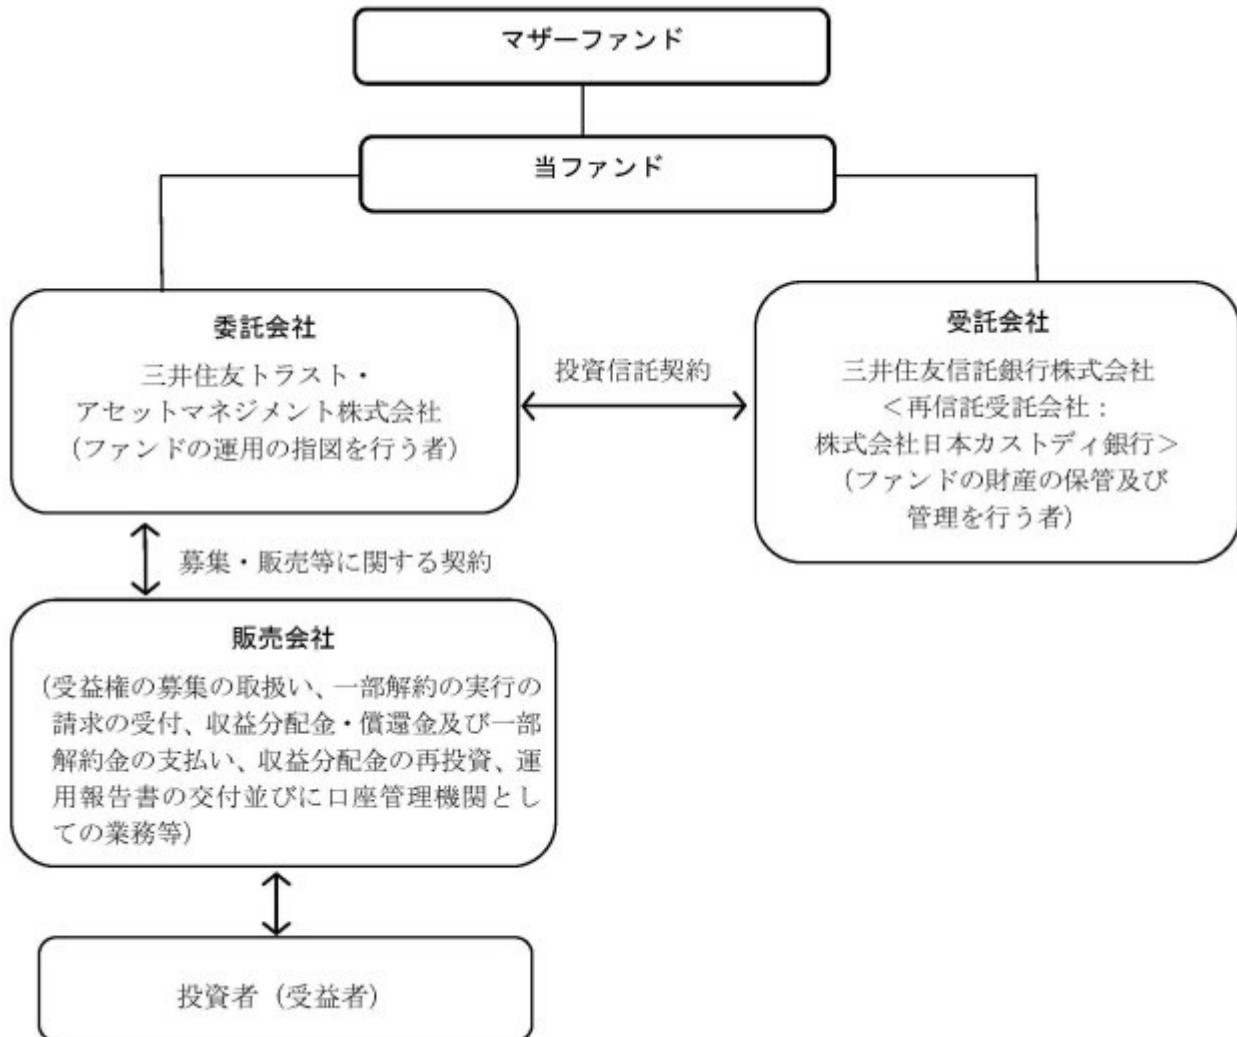 マザーファンド
当ファンド
委託会社
三井住友トラスト・
アセットマネジメント株式会社
（ファンドの運用の指図を行う者）
投資信託契約
受託会社
三井住友信託銀行株式会社
＜再信託受託会社：
株式会社日本カストディ銀行＞
（ファンドの財産の保管及び
管理を行う者）
募集・販売等に関する契約
販売会社
（受益権の募集の取扱い、一部解約の実行の
請求の受付、収益分配金・償還金及び一部
解約金の支払い、収益分配金の再投資、運
用報告書の交付並びに口座管理機関とし
ての業務等）
投資者（受益者）